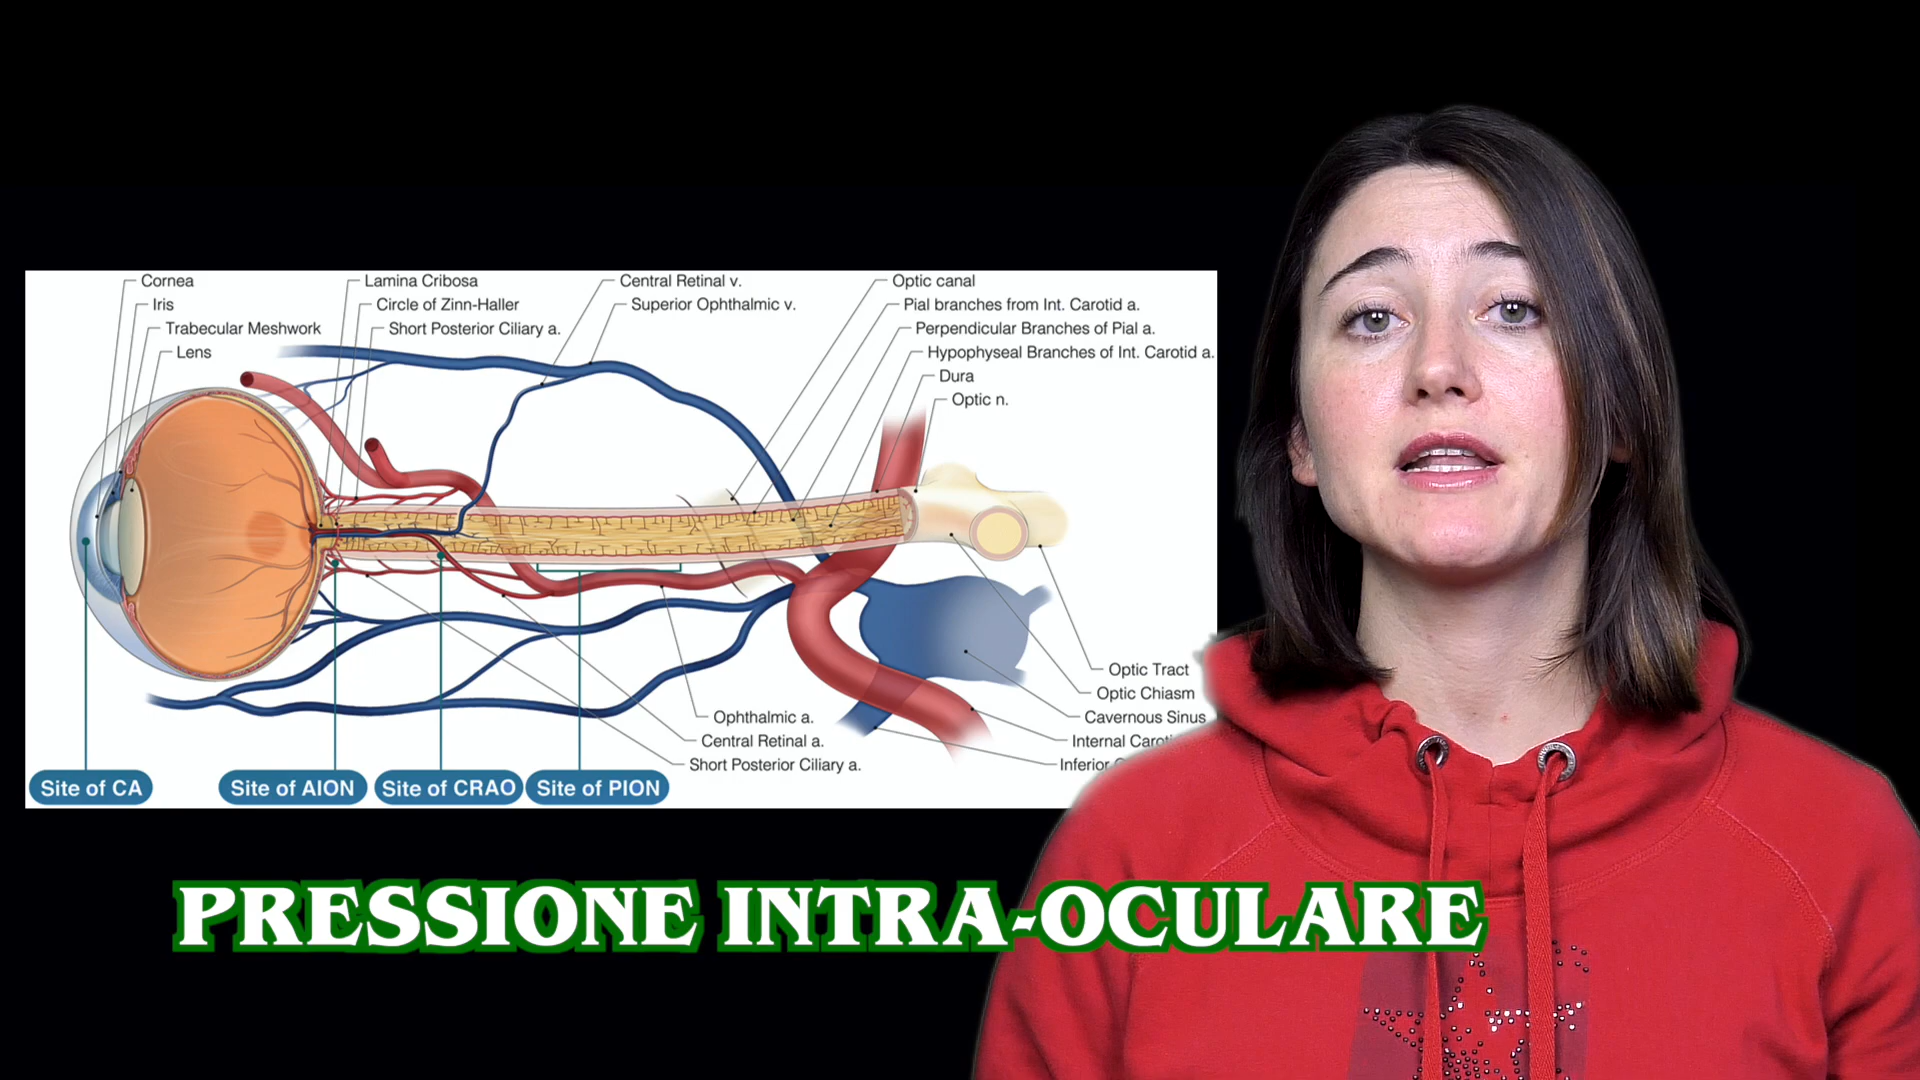 Cornea
Iris
Trabecular Meshwork
Lens
Lamina Cribosa
Circle of Zinn-Haller
Short Posterior Ciliary a.
Central Retinal v.
Superior Ophthalmic v.
Optic canal
Pial branches from Int. Carotid a.
Perpendicular Branches of Pial a.
Hypophyseal Branches of Int. Carotid a.
Dura
Optic n.
Optic Tract
Optic Chiasm
Cavernous Sinus
Internal
Inferior
Ophthalmic a.
Central Retinal a.
Short Posterior Ciliary a.
Site of CA
Site of AION
Site of CRAO
Site of PION
PRESSIONE INTRA-OCULARE